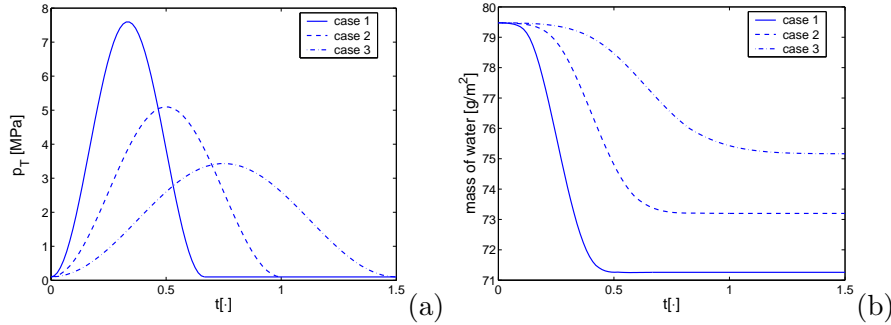 8
7
6
5
4
3
2
1
0
p_T [MPa]
0
0.5
1
1.5
t[·]
case 1
case 2
case 3
(a)
80
79
78
77
76
75
74
73
72
71
mass of water [g/m²]
0
0.5
1
1.5
t[·]
case 1
case 2
case 3
(b)